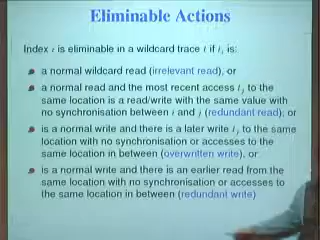 Eliminable Actions
Index i is eliminable in a wildcard trace t if t_i is:
a normal wildcard read (irrelevant read), or
a normal read and the most recent access t_j to the
same location is a read/write with the same value with
no synchronisation between i and j (redundant read), or
is a normal write and there is a later write t_j to the same
location with no synchronisation or accesses to the
same location in between (overwritten write), or
is a normal write and there is an earlier read from the
same location with no synchronisation or accesses to
the same location in between (redundant write)